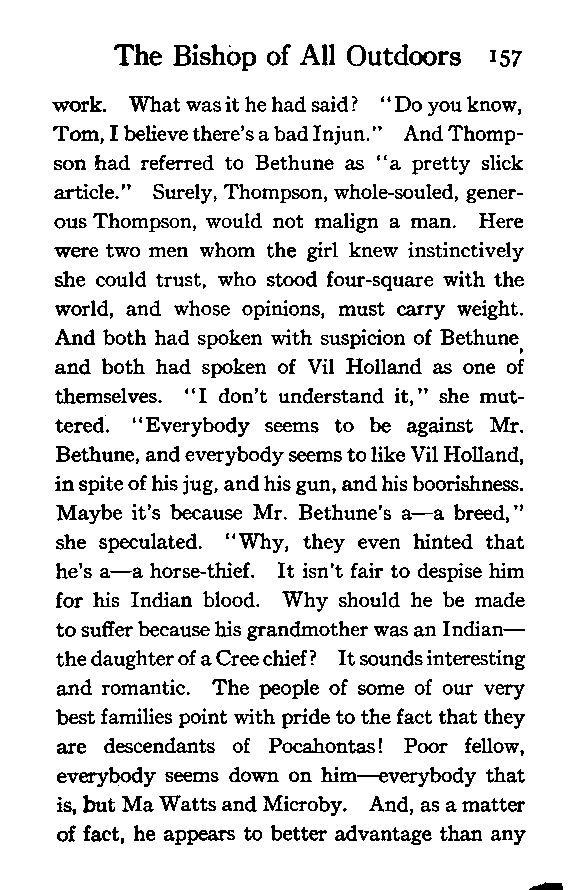 The Bishop of All Outdoors 157
work. What was it he had said? "Do you know,
Tom, I believe there's a bad Injun." And Thomp-
son had referred to Bethune as "a pretty slick
article." Surely, Thompson, whole-souled, gener-
ous Thompson, would not malign a man. Here
were two men whom the girl knew instinctively
she could trust, who stood four-square with the
world, and whose opinions, must carry weight.
And both had spoken with suspicion of Bethune,
and both had spoken of Vil Holland as one of
themselves. "I don't understand it," she mut-
tered. "Everybody seems to be against Mr.
Bethune, and everybody seems to like Vil Holland,
in spite of his jug, and his gun, and his boorishness.
Maybe it's because Mr. Bethune's a—a breed,"
she speculated. "Why, they even hinted that
he's a—a horse-thief. It isn't fair to despise him
for his Indian blood. Why should he be made
to suffer because his grandmother was an Indian—
the daughter of a Cree chief? It sounds interesting
and romantic. The people of some of our very
best families point with pride to the fact that they
are descendants of Pocahontas! Poor fellow,
everybody seems down on him—everybody that
is, but Ma Watts and Microby. And, as a matter
of fact, he appears to better advantage than any